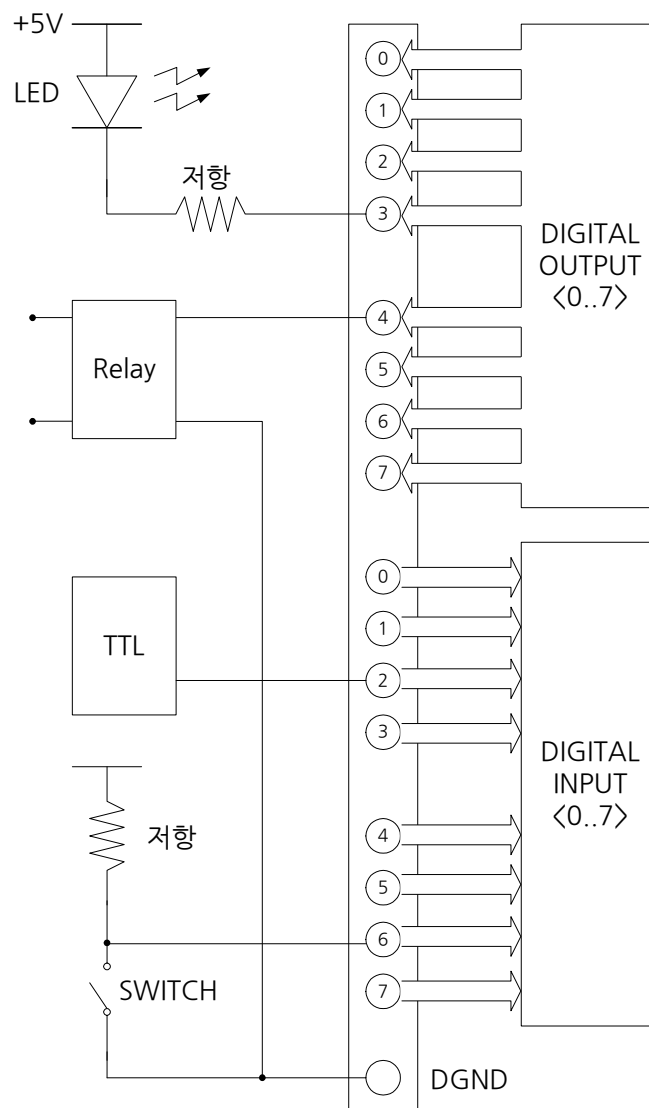 +5V
LED
저항
0
1
2
3
DIGITAL
OUTPUT
<0..7>
4
Relay
5
6
7
0
1
TTL
2
3
DIGITAL
INPUT
<0..7>
저항
4
5
6
SWITCH
7
DGND